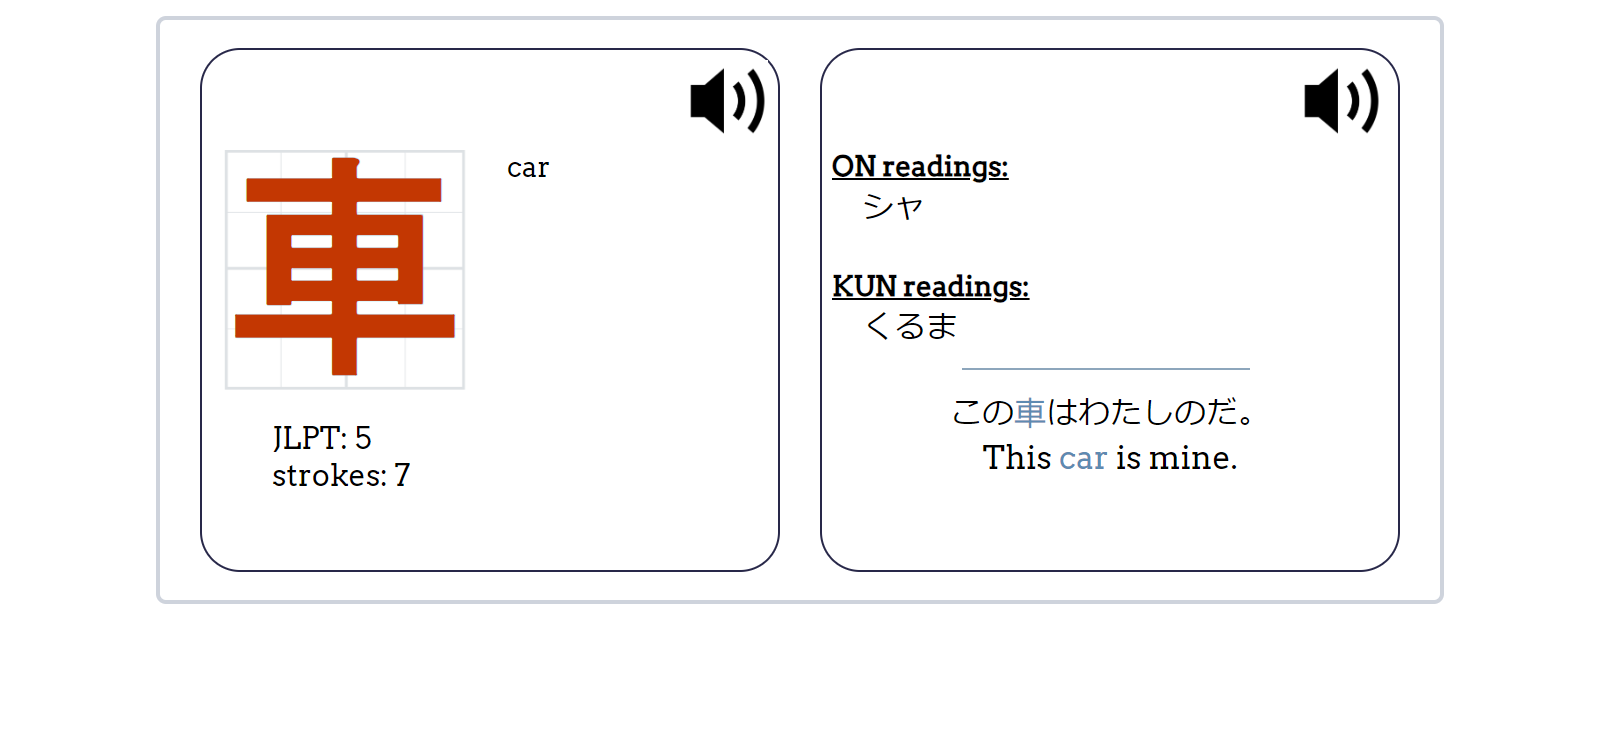 車
car
JLPT: 5
strokes: 7
ON readings:
シャ
KUN readings:
くるま
この車はわたしのだ。
This car is mine.